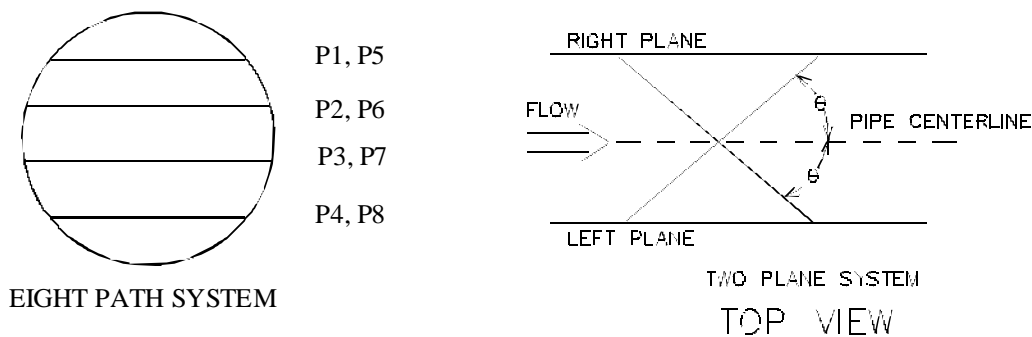 P1, P5
P2, P6
P3, P7
P4, P8
EIGHT PATH SYSTEM
RIGHT PLANE
FLOW
θ
PIPE CENTERLINE
θ
LEFT PLANE
TWO PLANE SYSTEM
TOP VIEW